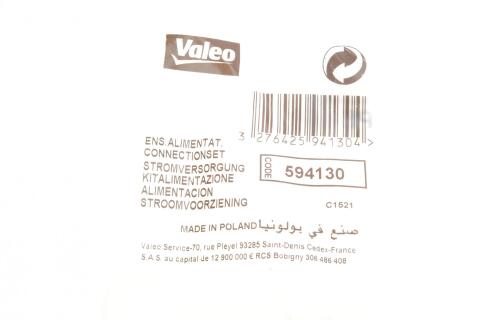 Valeo
3 276425 941304 >
ENS.ALIMENTAT.
CONNECTIONSET
STROMVERSORGUNG
KITALIMENTAZIONE
ALIMENTACION
STROOMVOORZIENING
CODE 594130
C1521
MADE IN POLAND صنع في بولونيا
Valeo Service-70, rue Pleyel 93285 Saint-Denis Cedex-France
S.A.S. au capital de 12 900 000 € RCS Bobigny 306 486 408